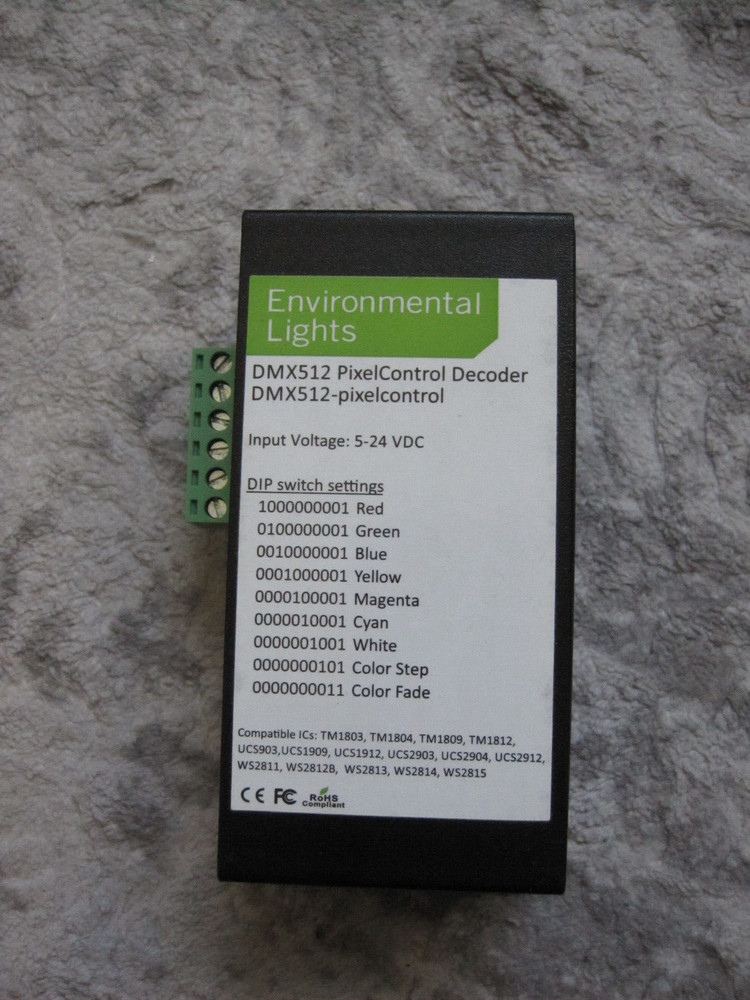 Environmental
Lights
DMX512 PixelControl Decoder
DMX512-pixelcontrol
Input Voltage: 5-24 VDC
DIP switch settings
1000000001 Red
0100000001 Green
0010000001 Blue
0001000001 Yellow
0000100001 Magenta
0000010001 Cyan
0000001001 White
0000000101 Color Step
0000000011 Color Fade
Compatible ICs: TM1803, TM1804, TM1809, TM1812,
UCS903,UCS1909, UCS1912, UCS2903, UCS2904, UCS2912,
WS2811, WS2812B, WS2813, WS2814, WS2815
CE FC RoHS
Compliant